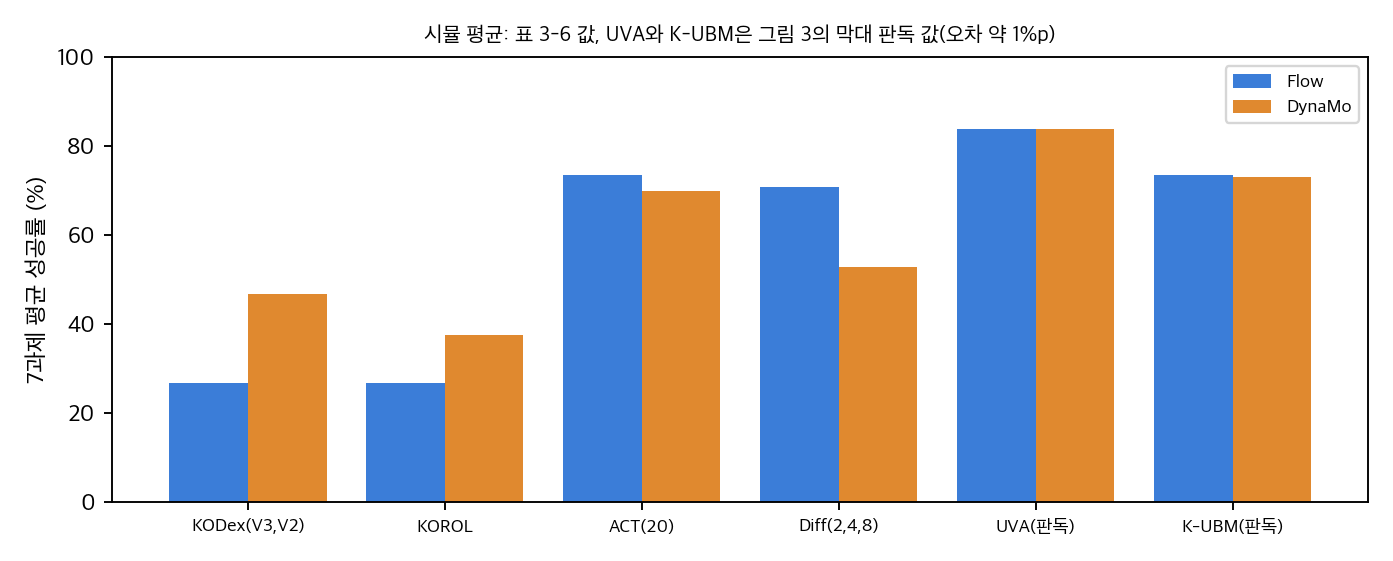 시뮬 평균: 표 3-6 값, UVA와 K-UBM은 그림 3의 막대 판독 값(오차 약 1%p)
Flow
DynaMo
7과제 평균 성공률 (%)
100
80
60
40
20
0
KODex(V3,V2)
KOROL
ACT(20)
Diff(2,4,8)
UVA(판독)
K-UBM(판독)